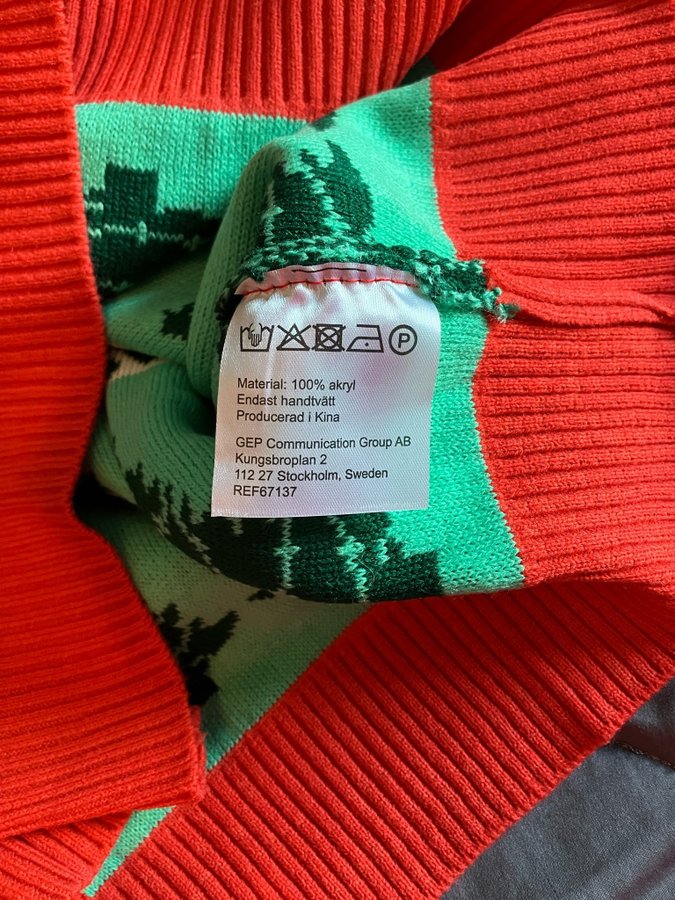 P
Material: 100% akryl
Endast handtvätt
Producerad i Kina
GEP Communication Group AB
Kungsbroplan 2
112 27 Stockholm, Sweden
REF67137